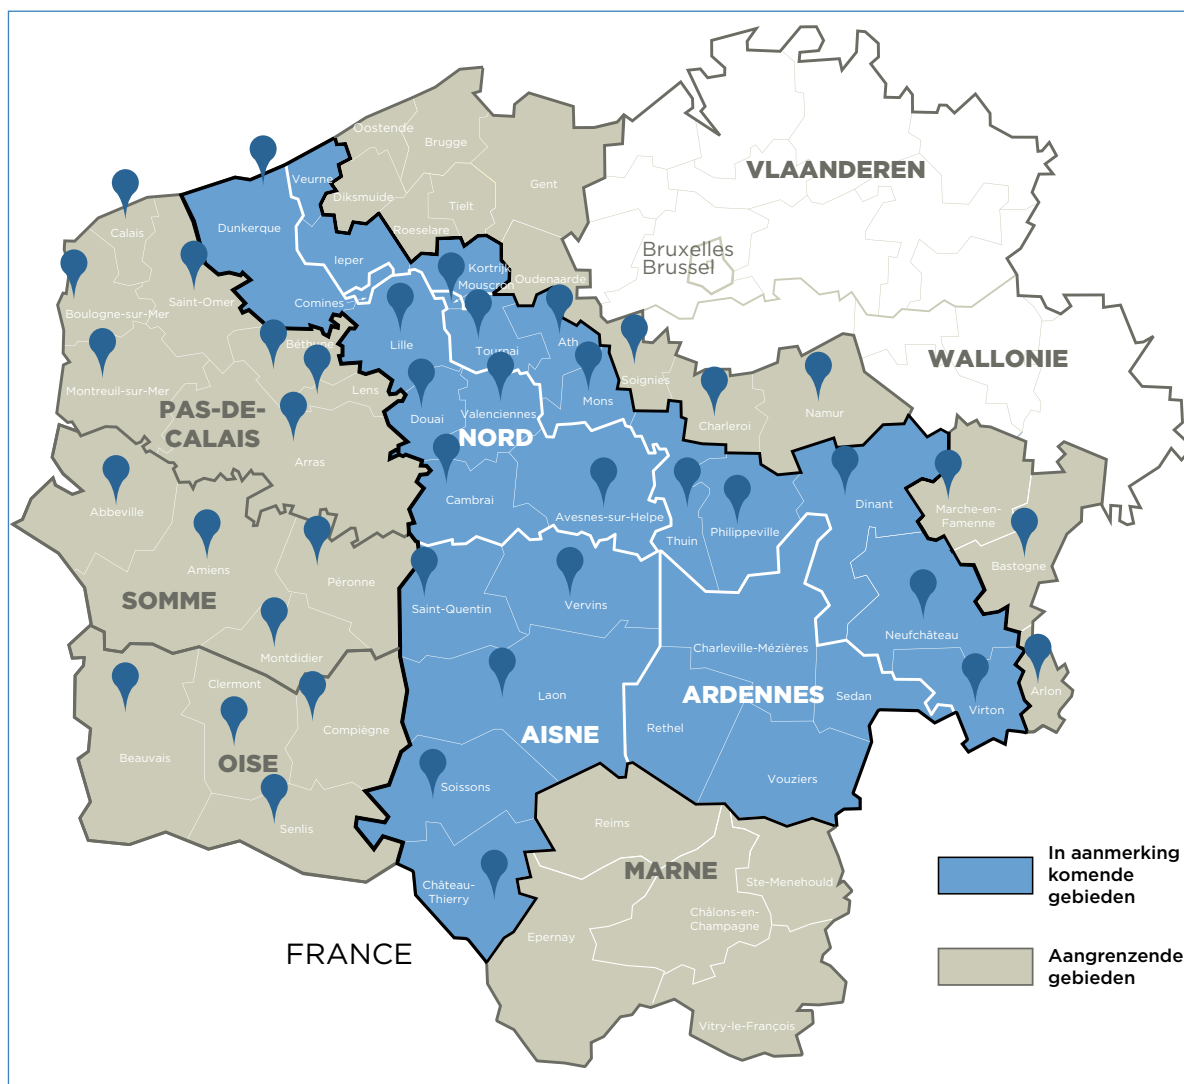 Oostende
Brugge
VLAANDEREN
Veurne
Gent
Diksmuide
Tielt
Dunkerque
Calais
Roeselare
Bruxelles
Brussel
Ieper
Kortrijk
Oudenaarde
Mouscron
Saint-Omer
Comines
Boulogne-sur-Mer
Béthune
Lille
Tournai
Ath
WALLONIE
Soignies
Montreuil-sur-Mer
Lens
Mons
PAS-DE-
CALAIS
Douai
Valenciennes
Charleroi
Namur
NORD
Arras
Cambrai
Abbeville
Avesnes-sur-Helpe
Dinant
Marche-en-
Famenne
Philippeville
Thuin
Amiens
Péronne
Bastogne
SOMME
Saint-Quentin
Vervins
Neufchâteau
Montdidier
Charleville-Mézières
Clermont
Laon
ARDENNES
Sedan
Arlon
Virton
Compiègne
Rethel
AISNE
Beauvais
OISE
Soissons
Vouziers
Senlis
Reims
MARNE
Château-
Thierry
Ste-Menehould
Châlons-en-
Champagne
Epernay
FRANCE
Vitry-le-François
In aanmerking
komende
gebieden
Aangrenzende
gebieden